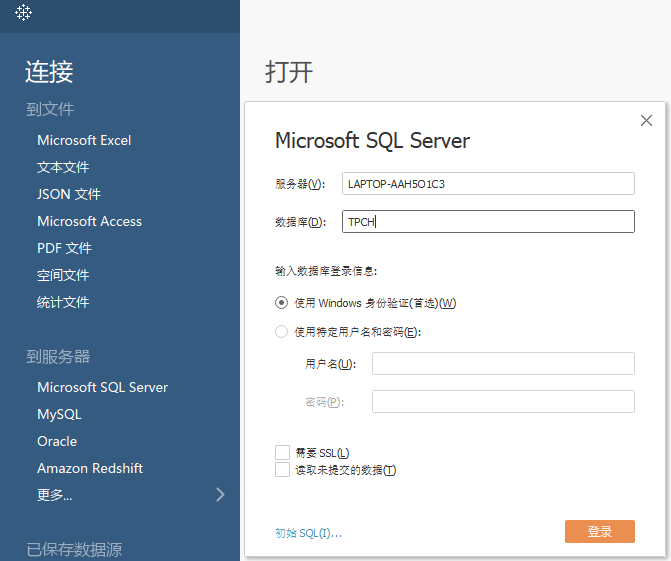 连接
到文件
Microsoft Excel
文本文件
JSON 文件
Microsoft Access
PDF 文件
空间文件
统计文件
到服务器
Microsoft SQL Server
MySQL
Oracle
Amazon Redshift
更多...
已保存数据源
打开
Microsoft SQL Server
服务器(V): LAPTOP-AAH5O1C3
数据库(D): TPCH
输入数据库登录信息:
使用 Windows 身份验证(首选)(W)
使用特定用户名和密码(E):
用户名(U):
密码(P):
需要 SSL(L)
读取未提交的数据(T)
初始 SQL(I)... 登录